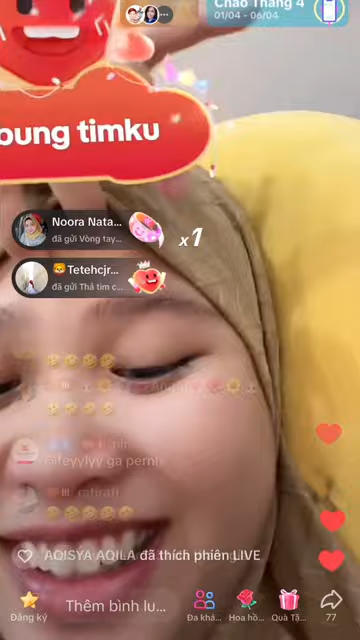 Chào Tháng 4
01/04 - 06/04
oung timku
Noora Nata...
đã gửi Vòng tay...
x1
Tetehcjr...
đã gửi Thả tim c...
AQISYA AQILA đã thích phiên LIVE
Đăng ký
Thêm bình lu...
Đa khá...
Hoa hồ...
Quà Tặ...
77